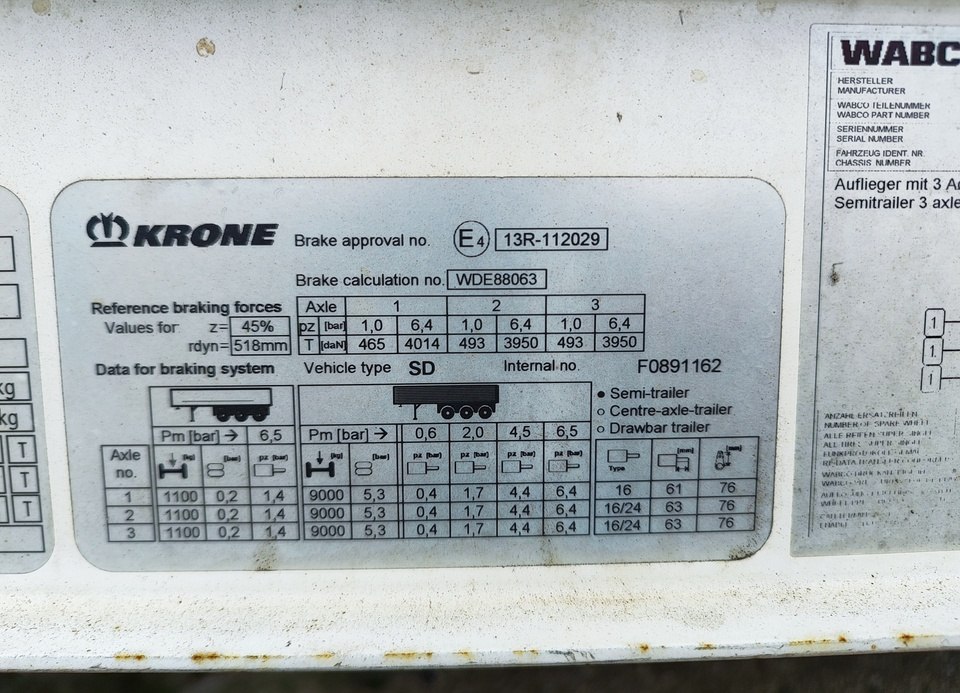 KRONE
Brake approval no. E4 13R-112029
Brake calculation no. WDE88063
Reference braking forces
Values for z= 45%
rdyn= 518mm
Axle 1 2 3
pz [bar] 1,0 6,4 1,0 6,4 1,0 6,4
T [daN] 465 4014 493 3950 493 3950
Data for braking system Vehicle type SD Internal no. F0891162
Semi-trailer
Centre-axle-trailer
Drawbar trailer
Pm [bar] → 6,5 Pm [bar] → 0,6 2,0 4,5 6,5
Axle no. [kg] [bar] pz [bar] [kg] [bar] pz [bar] pz [bar] pz [bar] pz [bar] Type [mm] [mm]
1 1100 0,2 1,4 9000 5,3 0,4 1,7 4,4 6,4 16 61 76
2 1100 0,2 1,4 9000 5,3 0,4 1,7 4,4 6,4 16/24 63 76
3 1100 0,2 1,4 9000 5,3 0,4 1,7 4,4 6,4 16/24 63 76
kg
kg
T
T
T
WABC
HERSTELLER
MANUFACTURER
WABCO TEILENUMMER
WABCO PART NUMBER
SERIENNUMMER
SERIAL NUMBER
FAHRZEUG IDENT. NR.
CHASSIS NUMBER
Auflieger mit 3 A
Semitrailer 3 axle
1
1
1
ANZAHL ERSATZREIFEN
NUMBER OF SPARE WHEEL